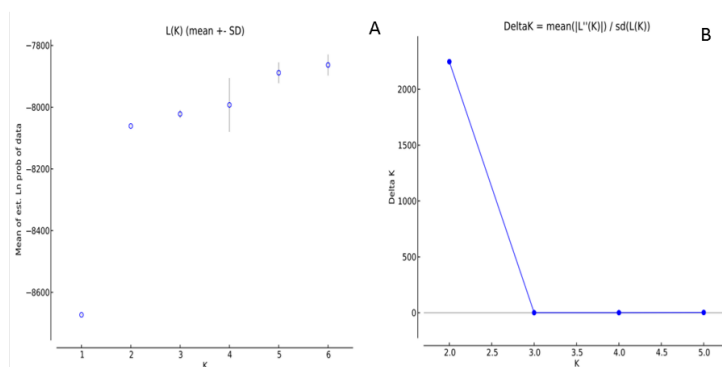 L(K) (mean +- SD)
A
Mean of est. Ln prob of data
−7800
−8000
−8200
−8400
−8600
1 2 3 4 5 6
K
DeltaK = mean(|L''(K)|) / sd(L(K))
B
Delta K
2000
1500
1000
500
0
2.0 2.5 3.0 3.5 4.0 4.5 5.0
K